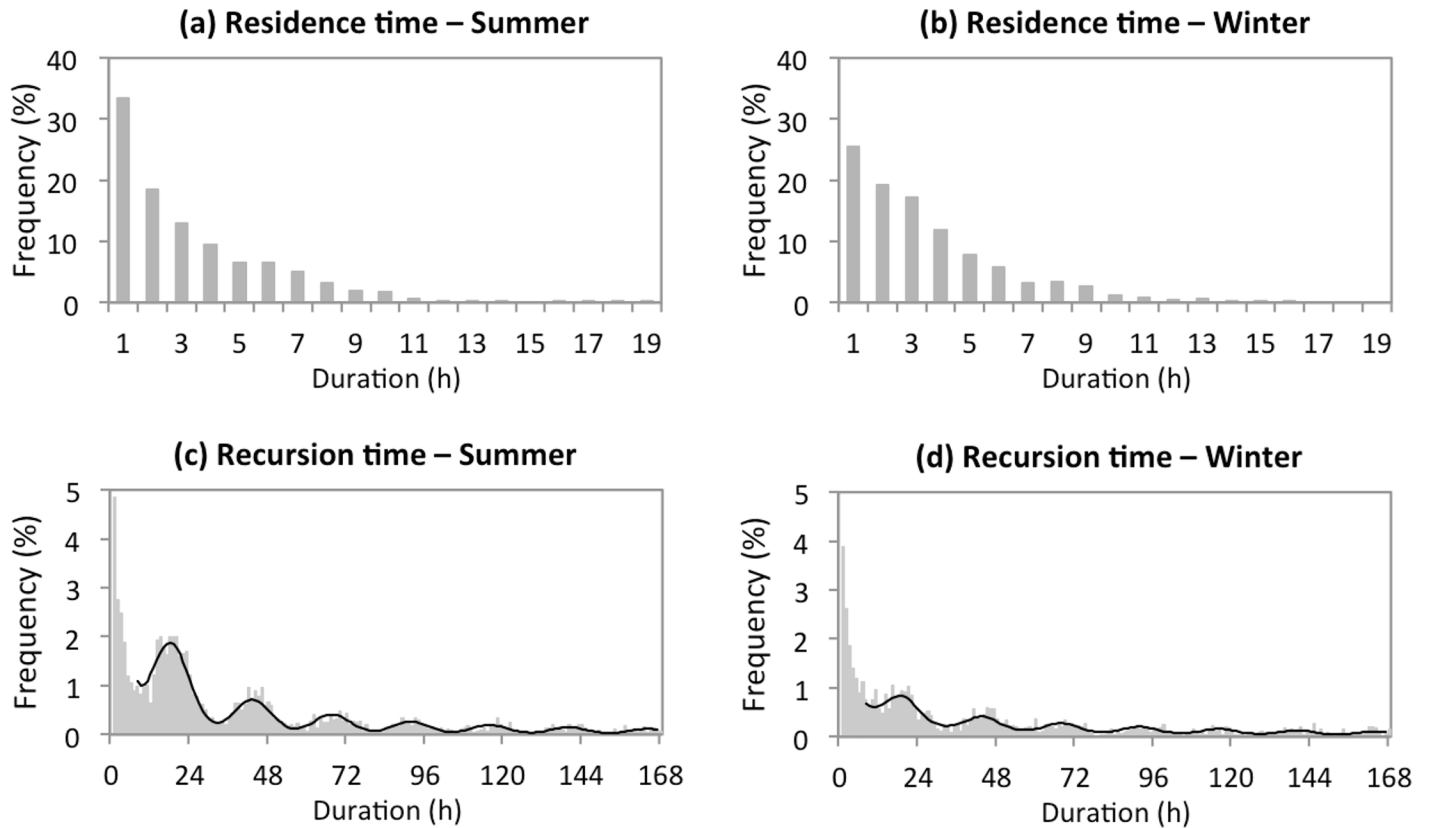 (a) Residence time – Summer
Frequency (%)
40
30
20
10
0
1 3 5 7 9 11 13 15 17 19
Duration (h)
(b) Residence time – Winter
Frequency (%)
40
30
20
10
0
1 3 5 7 9 11 13 15 17 19
Duration (h)
(c) Recursion time – Summer
Frequency (%)
5
4
3
2
1
0
0 24 48 72 96 120 144 168
Duration (h)
(d) Recursion time – Winter
Frequency (%)
5
4
3
2
1
0
0 24 48 72 96 120 144 168
Duration (h)